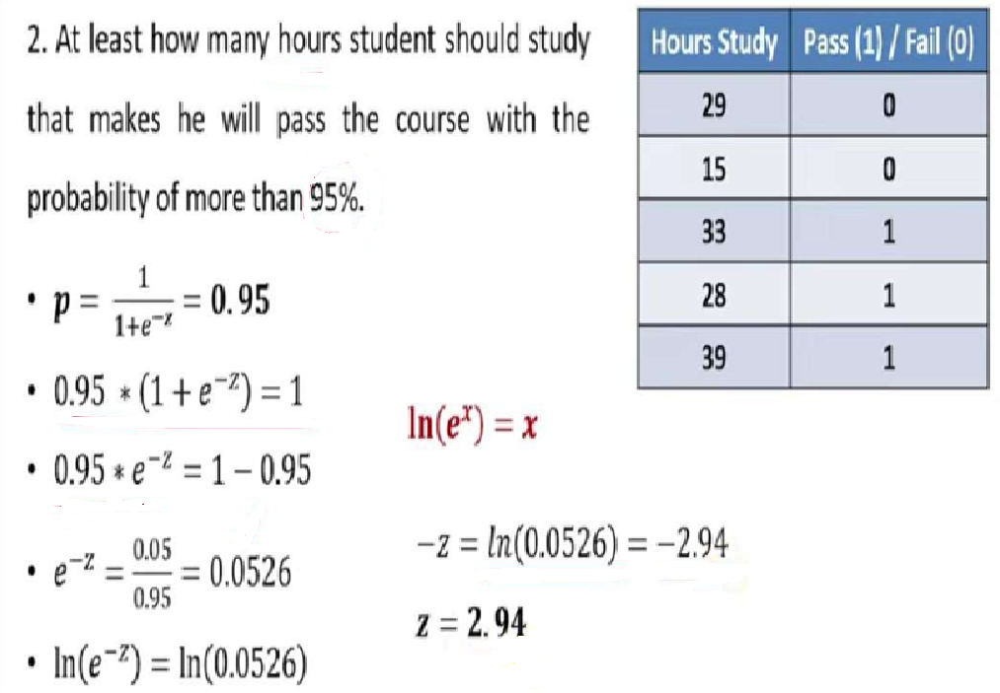 2. At least how many hours student should study
that makes he will pass the course with the
probability of more than 95%.
• p = 1/(1+e^-z) = 0.95
• 0.95 * (1 + e^-z) = 1
• 0.95 * e^-z = 1 – 0.95
• e^-z = 0.05/0.95 = 0.0526
• ln(e^-z) = ln(0.0526)
ln(e^x) = x
−z = ln(0.0526) = −2.94
z = 2.94
Hours Study Pass (1) / Fail (0)
29 0
15 0
33 1
28 1
39 1